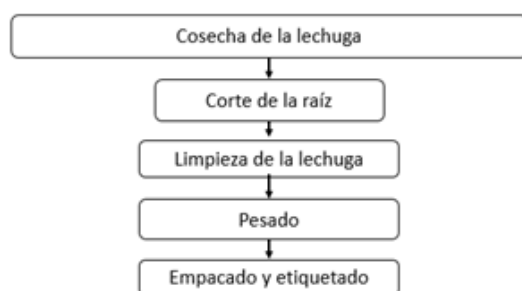 Cosecha de la lechuga
Corte de la raíz
Limpieza de la lechuga
Pesado
Empacado y etiquetado